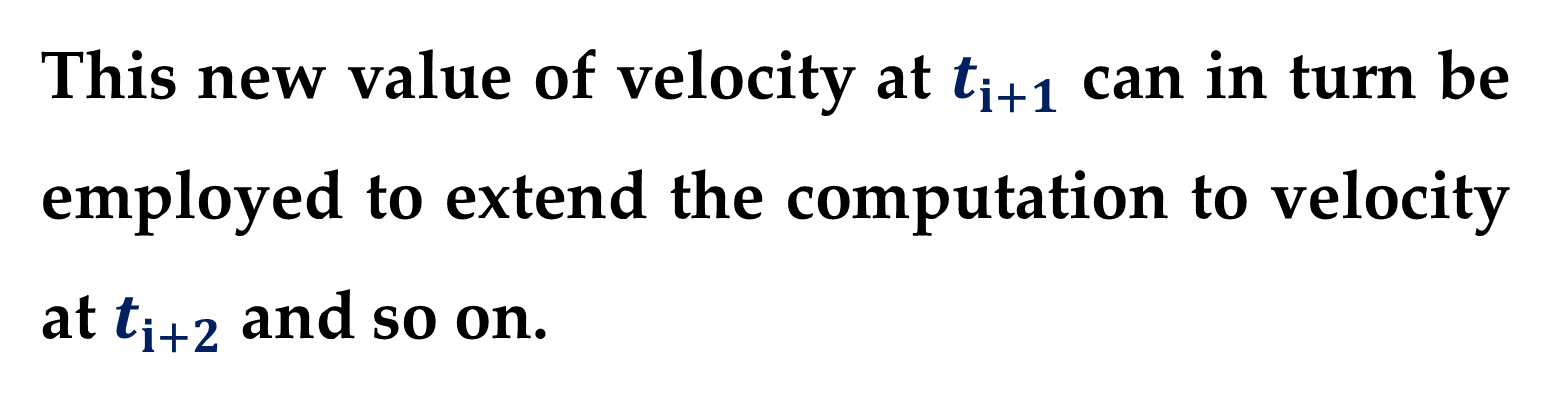 This new value of velocity at t_{i+1} can in turn be
employed to extend the computation to velocity
at t_{i+2} and so on.